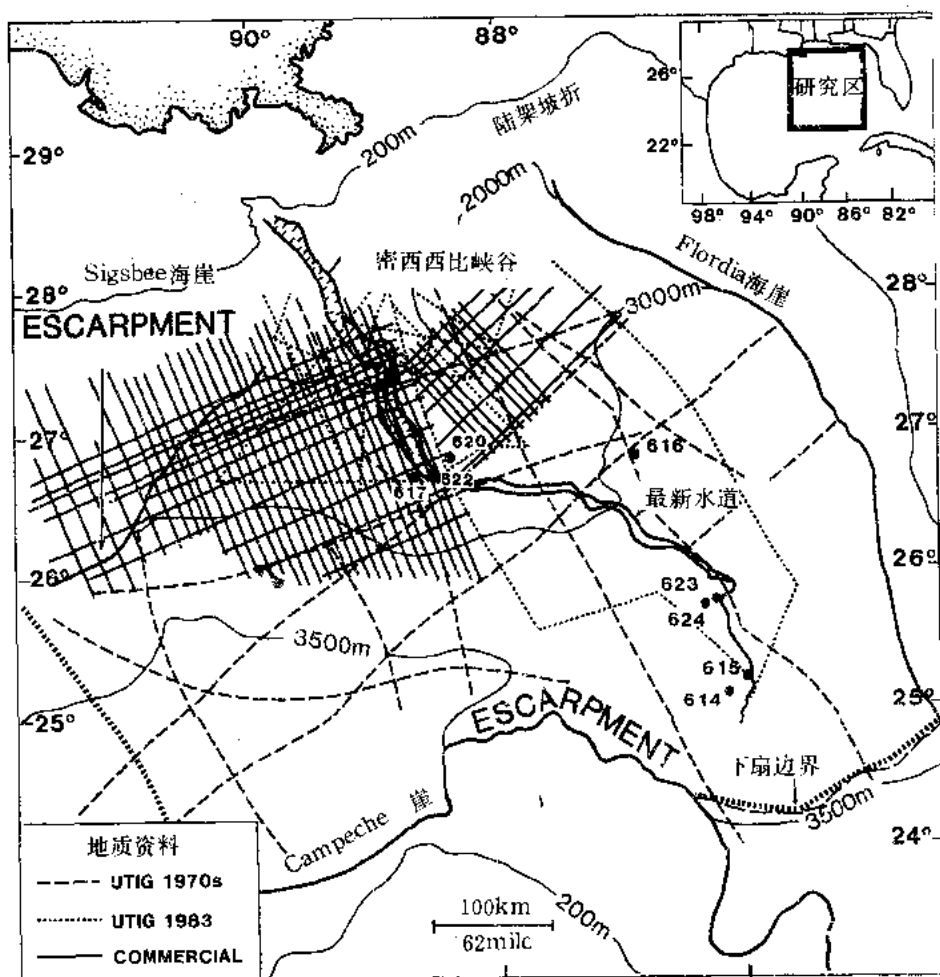 90°
88°
26°
22°
研究区
98°
94°
90°
86°
82°
陆架坡折
200m
29°
2000m
密西西比峡谷
Flordia海崖
Sigsbee海崖
28°
28°
3000m
ESCARPMENT
27°
27°
620
616
617
622
最新水道
26°
26°
623
624
3500m
615
614
25°
25°
ESCARPMENT
下扇边界
3500m
24°
Campeche 崖
地质资料
UTIG 1970s
UTIG 1983
COMMERCIAL
100km
62mile
200m